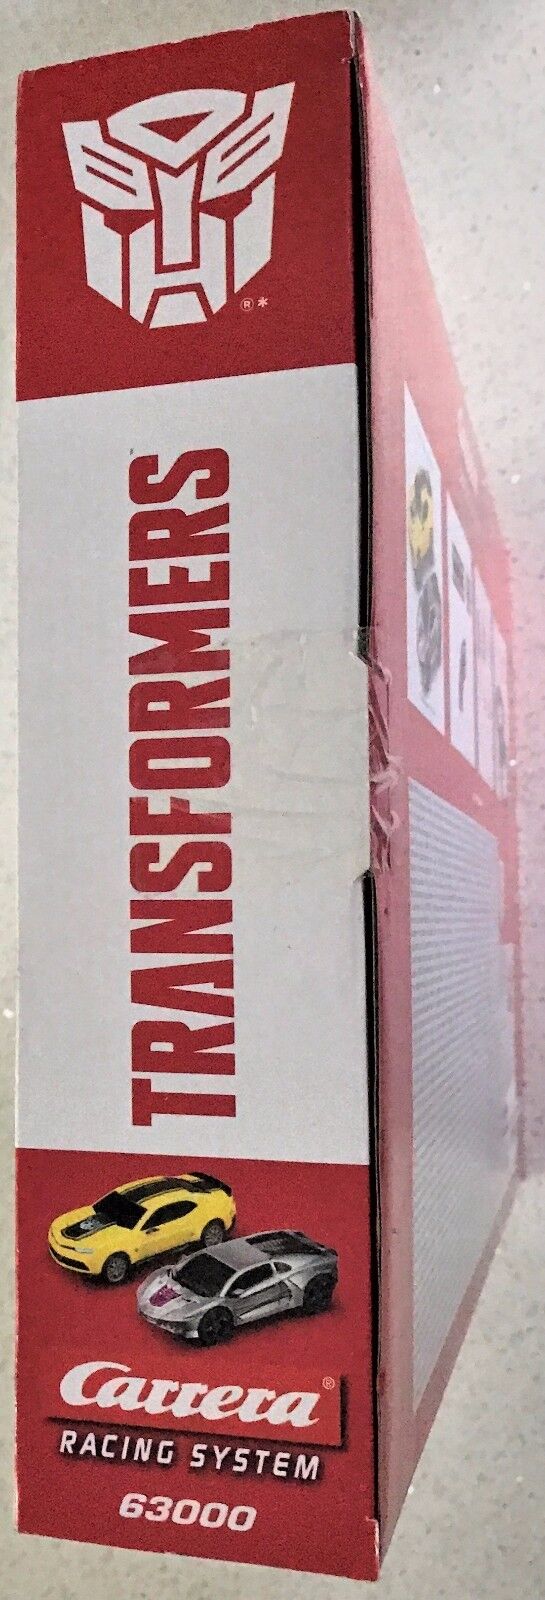 ®*
TRANSFORMERS
Carrera®
RACING SYSTEM
63000